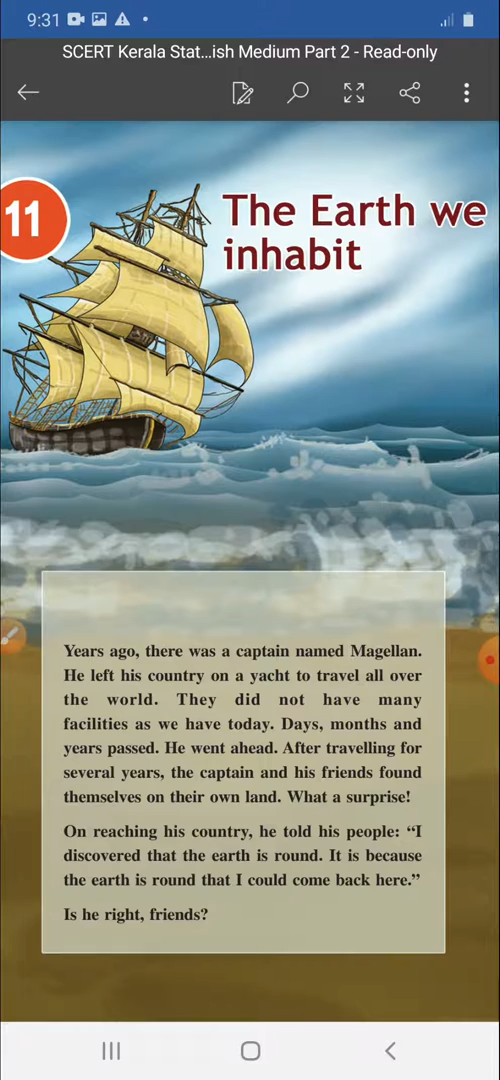 9:31
SCERT Kerala Stat...ish Medium Part 2 - Read-only
11
The Earth we
inhabit
Years ago, there was a captain named Magellan.
He left his country on a yacht to travel all over
the world. They did not have many
facilities as we have today. Days, months and
years passed. He went ahead. After travelling for
several years, the captain and his friends found
themselves on their own land. What a surprise!
On reaching his country, he told his people: “I
discovered that the earth is round. It is because
the earth is round that I could come back here.”
Is he right, friends?